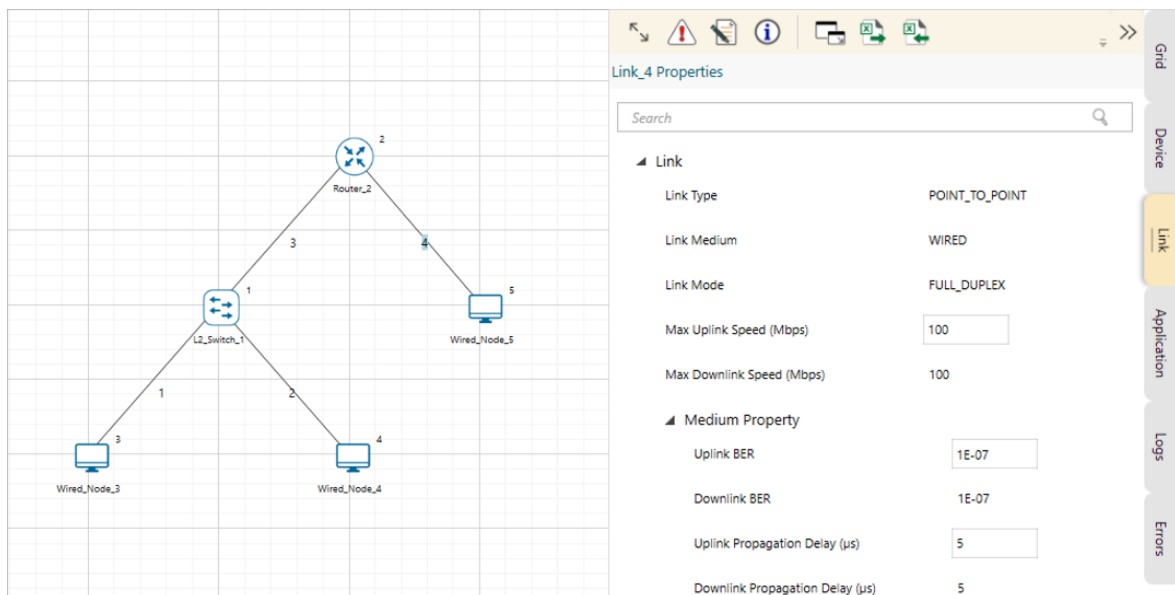 2
Router_2
3
4
1
L2_Switch_1
5
Wired_Node_5
1
2
3
Wired_Node_3
4
Wired_Node_4
Link_4 Properties
Search
Link
Link Type POINT_TO_POINT
Link Medium WIRED
Link Mode FULL_DUPLEX
Max Uplink Speed (Mbps) 100
Max Downlink Speed (Mbps) 100
Medium Property
Uplink BER 1E-07
Downlink BER 1E-07
Uplink Propagation Delay (µs) 5
Downlink Propagation Delay (µs) 5
Grid
Device
Link
Application
Logs
Errors